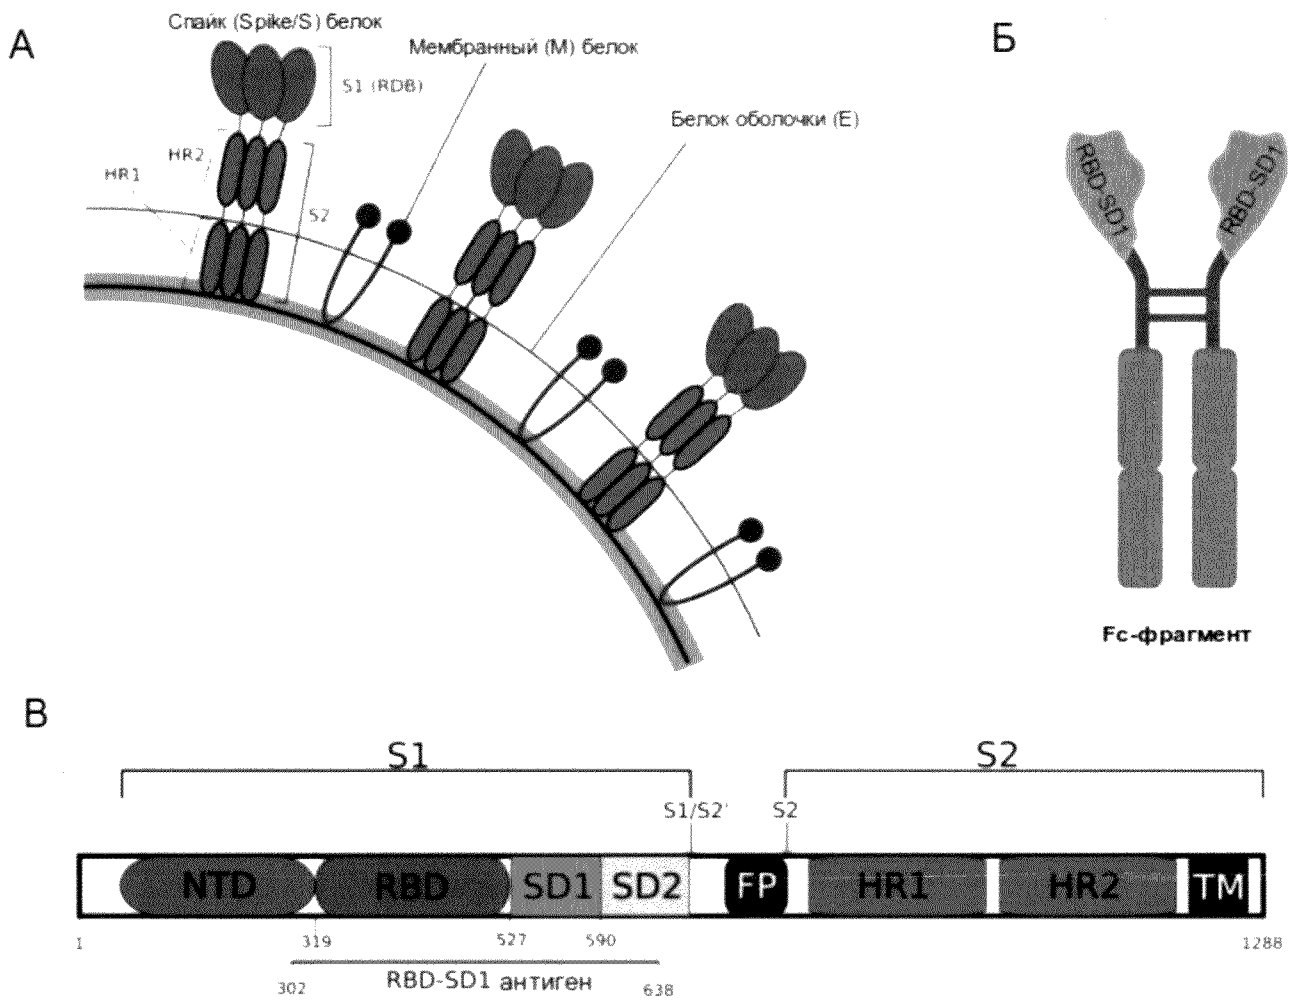 А
Спайк (Spike/S) белок
Мембранный (M) белок
S1 (RDB)
Белок оболочки (E)
HR2
HR1
S2
Б
RBD-SD1
RBD-SD1
Fc-фрагмент
В
S1
S2
S1/S2'
S2
NTD
RBD
SD1
SD2
FP
HR1
HR2
TM
1
319
527
590
1288
302
RBD-SD1 антиген
638